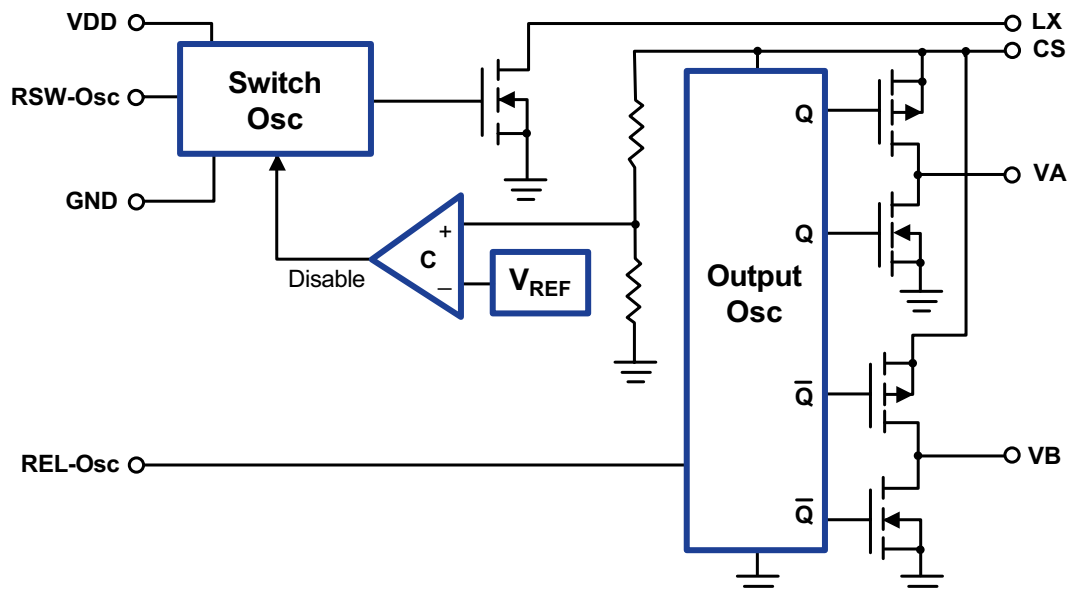 VDD
RSW-Osc
GND
Switch
Osc
LX
CS
Q
VA
Q
+
C
–
Disable
VREF
Output
Osc
Q̅
REL-Osc
VB
Q̅